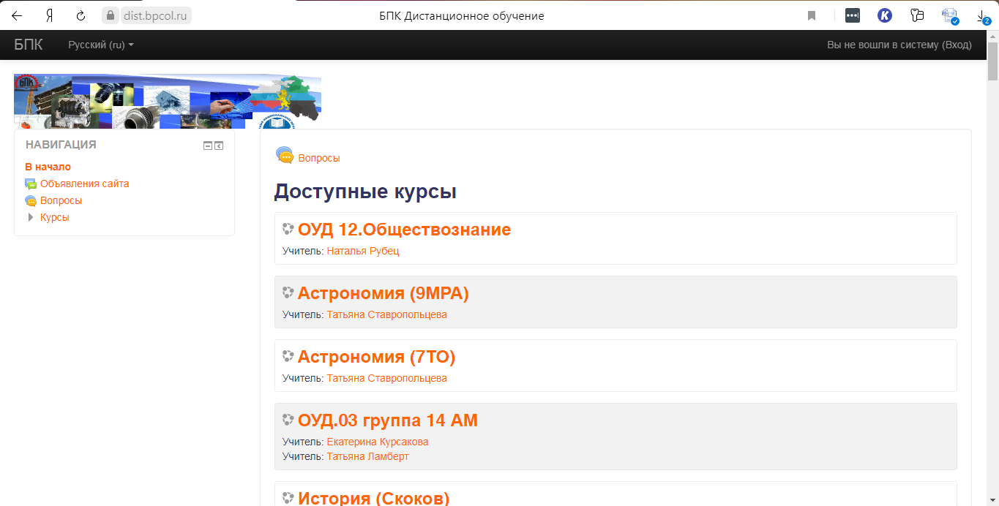 dist.bpcol.ru
БПК Дистанционное обучение
2
БПК
Русский (ru)
Вы не вошли в систему (Вход)
БПК
НАВИГАЦИЯ
В начало
Объявления сайта
Вопросы
Курсы
Вопросы
Доступные курсы
ОУД 12.Обществознание
Учитель: Наталья Рубец
Астрономия (9МРА)
Учитель: Татьяна Ставропольцева
Астрономия (7ТО)
Учитель: Татьяна Ставропольцева
ОУД.03 группа 14 АМ
Учитель: Екатерина Курсакова
Учитель: Татьяна Ламберт
История (Скоков)